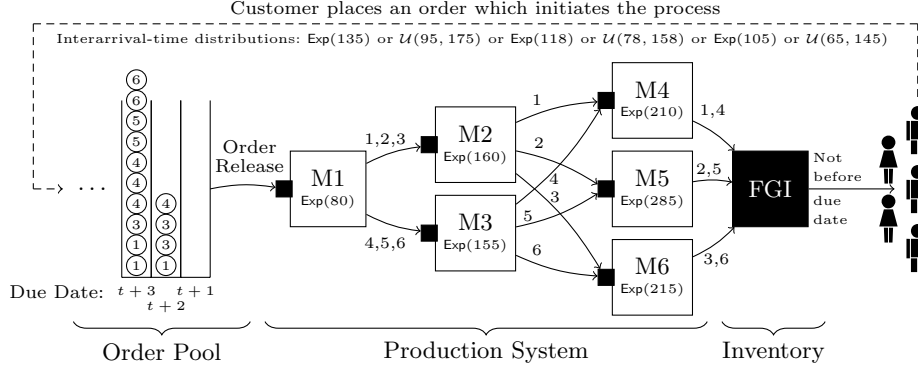 Customer places an order which initiates the process
Interarrival-time distributions: Exp(135) or U(95, 175) or Exp(118) or U(78, 158) or Exp(105) or U(65, 145)
6
6
5
5
4
4
4
3
1
1
4
3
3
1
...
Order
Release
M1
Exp(80)
1,2,3
4,5,6
M2
Exp(160)
M3
Exp(155)
1
2
4
3
5
6
M4
Exp(210)
M5
Exp(285)
M6
Exp(215)
1,4
2,5
3,6
FGI
Not
before
due
date
Due Date: t + 3 t + 2 t + 1
Order Pool
Production System
Inventory